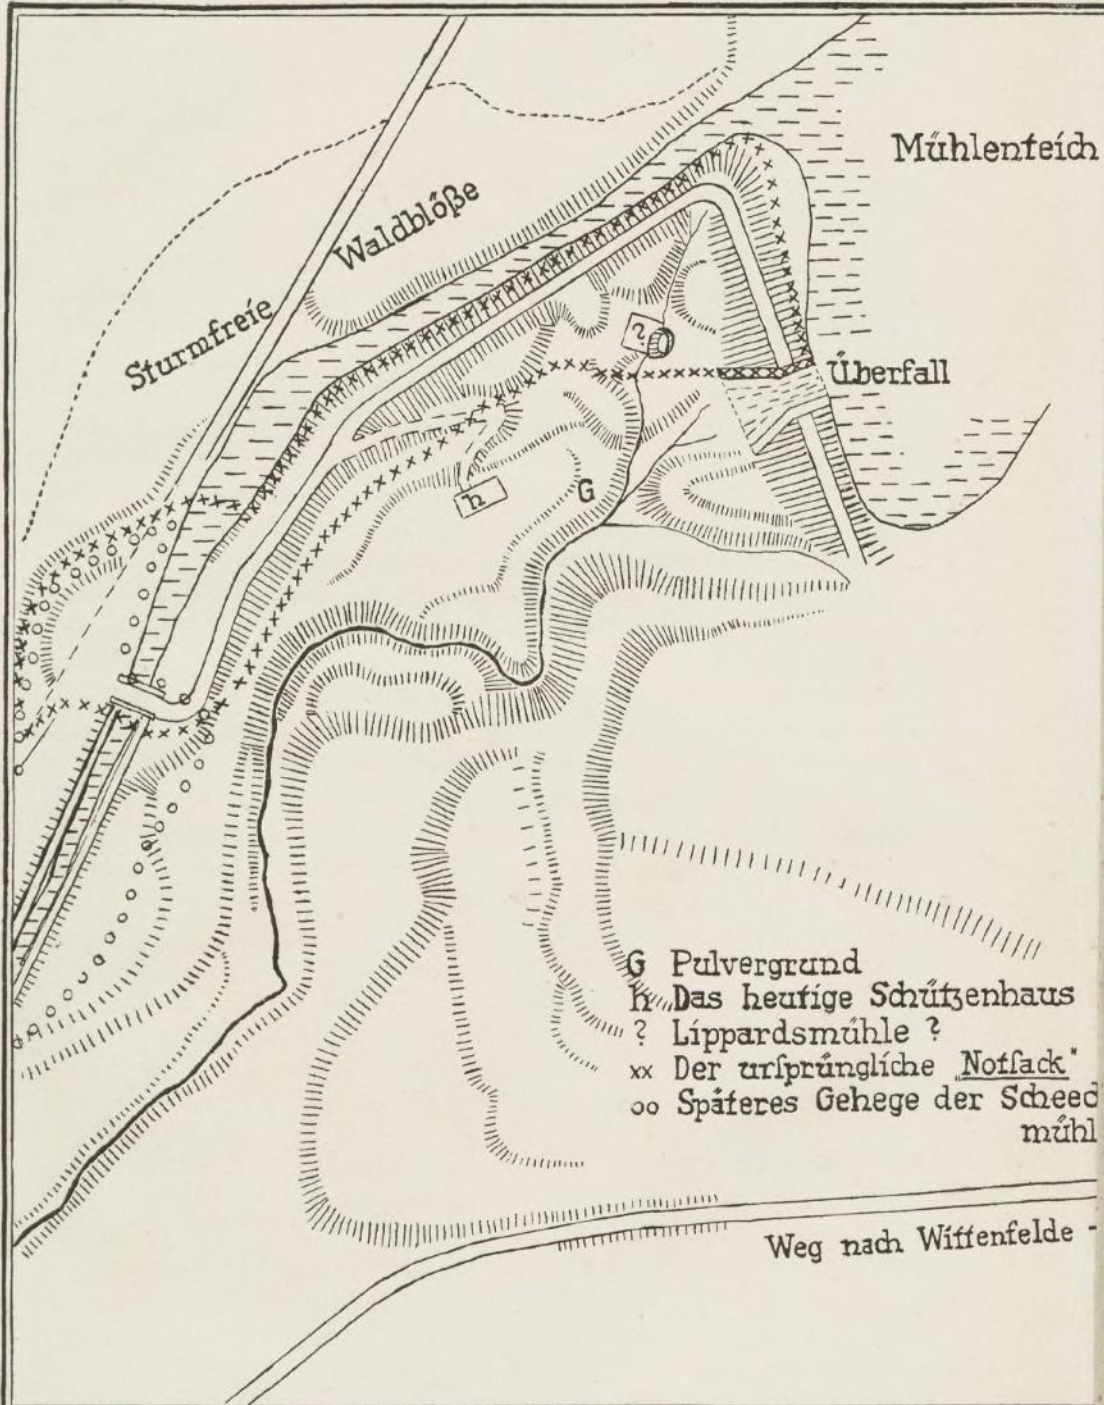 Mühlenteich
Waldblöße
Sturmfreie
?
Überfall
h
G
G Pulvergrund
h Das heutige Schützenhaus
? Lippardsmühle ?
xx Der ursprüngliche „Notsack"
oo Späteres Gehege der Scheed
mühl
Weg nach Wittenfelde -